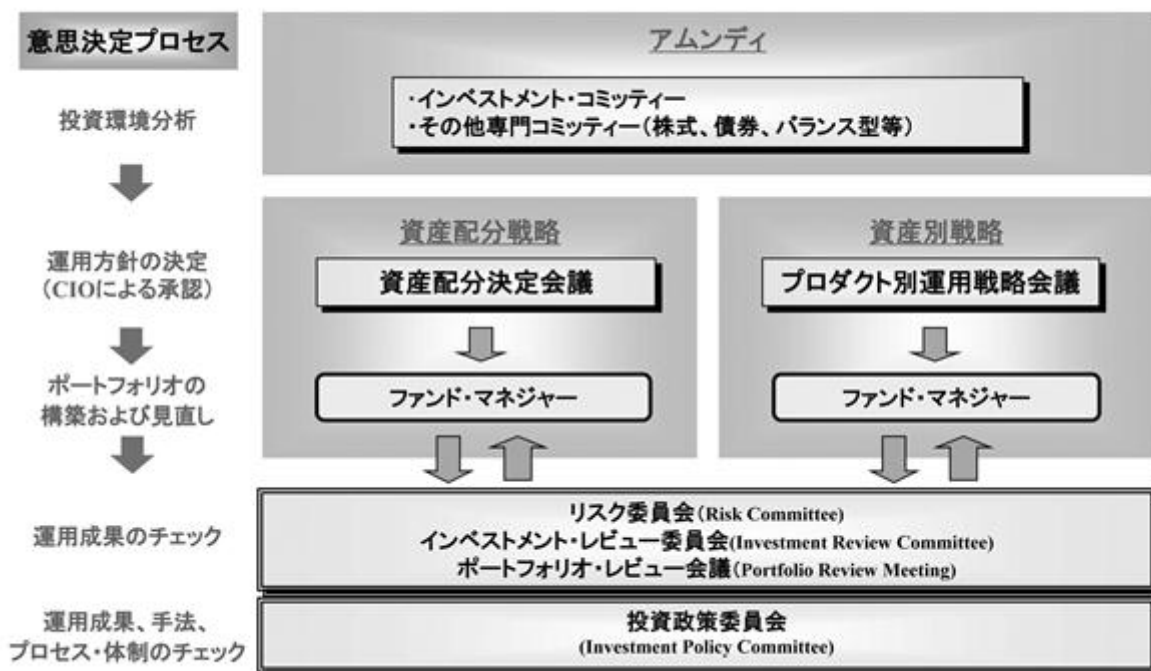 意思決定プロセス
アムンディ
・インベストメント・コミッティー
・その他専門コミッティー(株式、債券、バランス型等)
投資環境分析
資産配分戦略
資産別戦略
運用方針の決定
(CIOによる承認)
資産配分決定会議
プロダクト別運用戦略会議
ポートフォリオの
構築および見直し
ファンド・マネジャー
ファンド・マネジャー
運用成果のチェック
リスク委員会(Risk Committee)
インベストメント・レビュー委員会(Investment Review Committee)
ポートフォリオ・レビュー会議(Portfolio Review Meeting)
運用成果、手法、
プロセス・体制のチェック
投資政策委員会
(Investment Policy Committee)